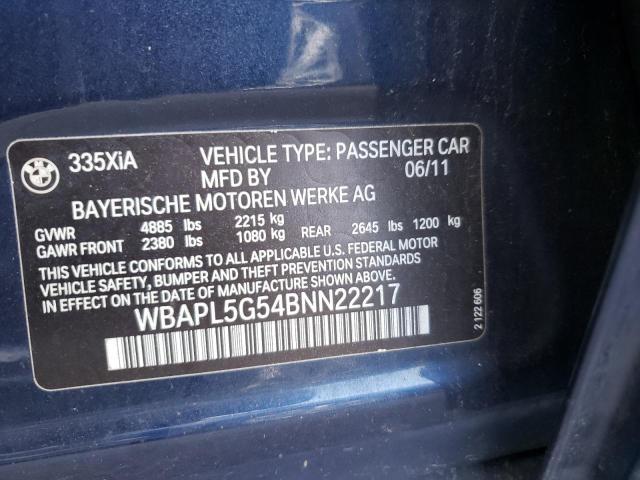 BMW
335XiA
VEHICLE TYPE: PASSENGER CAR
MFD BY 06/11
BAYERISCHE MOTOREN WERKE AG
GVWR 4885 lbs 2215 kg
GAWR FRONT 2380 lbs 1080 kg REAR 2645 lbs 1200 kg
THIS VEHICLE CONFORMS TO ALL APPLICABLE U.S. FEDERAL MOTOR
VEHICLE SAFETY, BUMPER AND THEFT PREVENTION STANDARDS
IN EFFECT ON THE DATE OF MANUFACTURE SHOWN ABOVE.
WBAPL5G54BNN22217
2 122 606